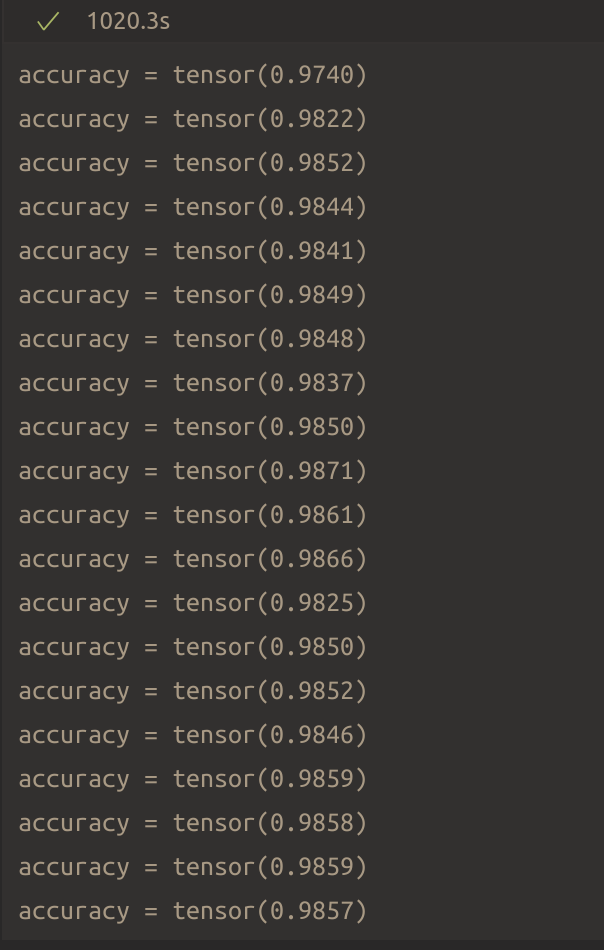 1020.3s
accuracy = tensor(0.9740)
accuracy = tensor(0.9822)
accuracy = tensor(0.9852)
accuracy = tensor(0.9844)
accuracy = tensor(0.9841)
accuracy = tensor(0.9849)
accuracy = tensor(0.9848)
accuracy = tensor(0.9837)
accuracy = tensor(0.9850)
accuracy = tensor(0.9871)
accuracy = tensor(0.9861)
accuracy = tensor(0.9866)
accuracy = tensor(0.9825)
accuracy = tensor(0.9850)
accuracy = tensor(0.9852)
accuracy = tensor(0.9846)
accuracy = tensor(0.9859)
accuracy = tensor(0.9858)
accuracy = tensor(0.9859)
accuracy = tensor(0.9857)